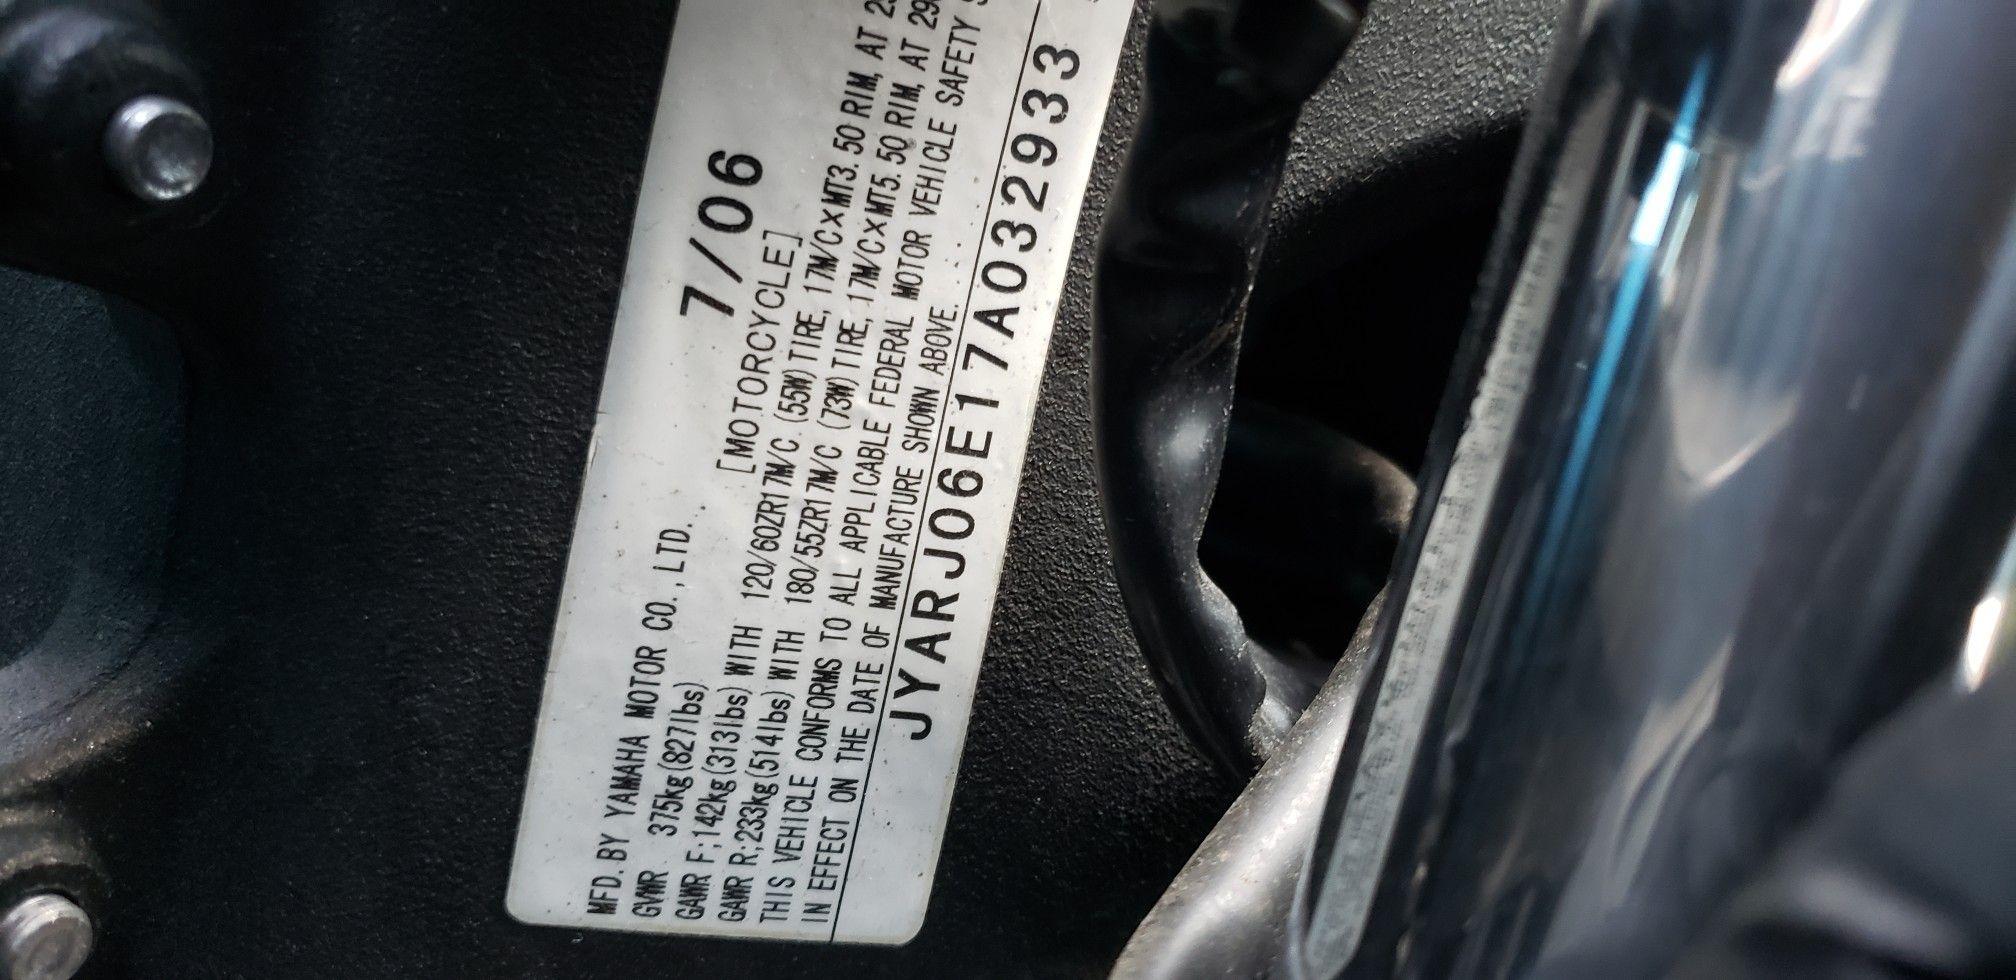 7/06
MFD. BY YAMAHA MOTOR CO.,LTD.
GVWR 375kg(827lbs) [MOTORCYCLE]
GAWR F;142kg(313lbs) WITH 120/60ZR17M/C (55W)TIRE, 17M/C×MT3.50 RIM, AT
GAWR R;233kg(514lbs) WITH 180/55ZR17M/C (73W)TIRE, 17M/C×MT5.50 RIM, AT
THIS VEHICLE CONFORMS TO ALL APPLICABLE FEDERAL MOTOR VEHICLE SAFETY
IN EFFECT ON THE DATE OF MANUFACTURE SHOWN ABOVE.
JYARJ06E17A032933